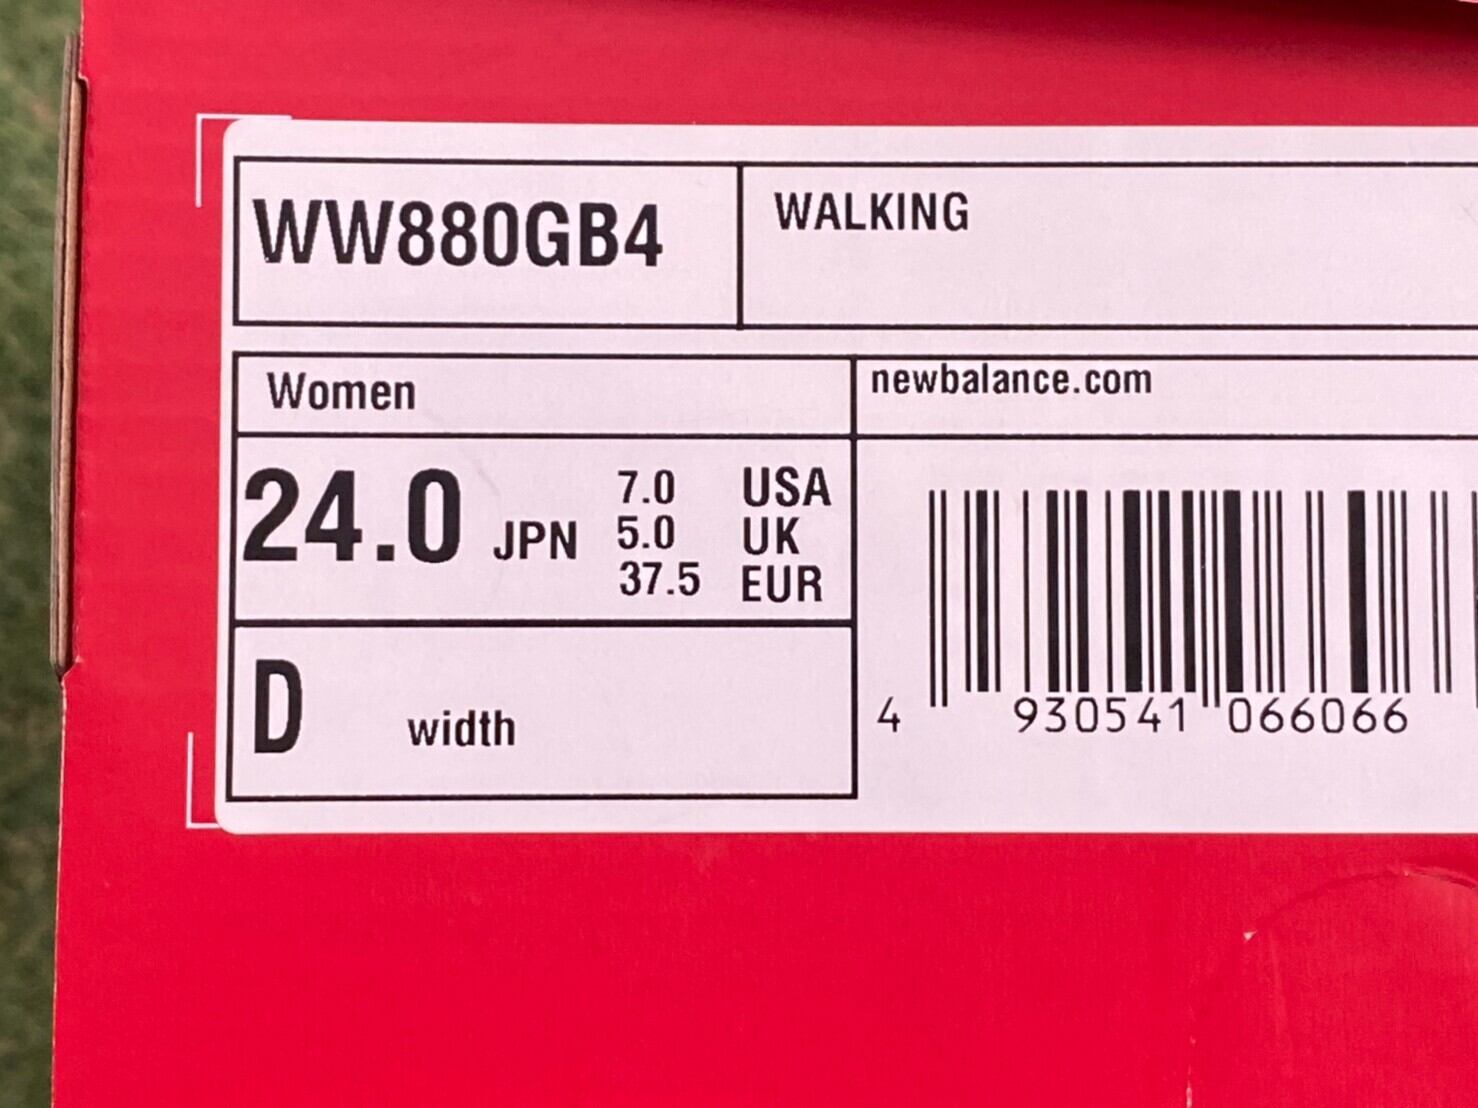 WW880GB4
WALKING
Women
newbalance.com
24.0 JPN
7.0 USA
5.0 UK
37.5 EUR
D width
4 930541 066066